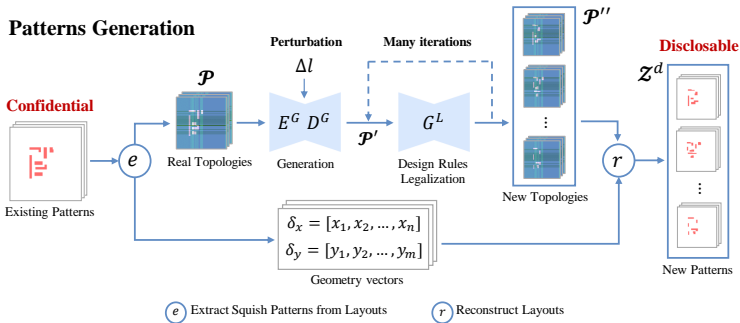 Patterns Generation
Perturbation
Δl
Many iterations
𝓟''
Disclosable
𝓩^d
Confidential
𝓟
E^G D^G
𝓟'
G^L
e
Real Topologies
Generation
Design Rules
Legalization
⋮
r
⋮
Existing Patterns
New Topologies
δ_x = [x_1, x_2, ..., x_n]
δ_y = [y_1, y_2, ..., y_m]
Geometry vectors
New Patterns
e Extract Squish Patterns from Layouts
r Reconstruct Layouts